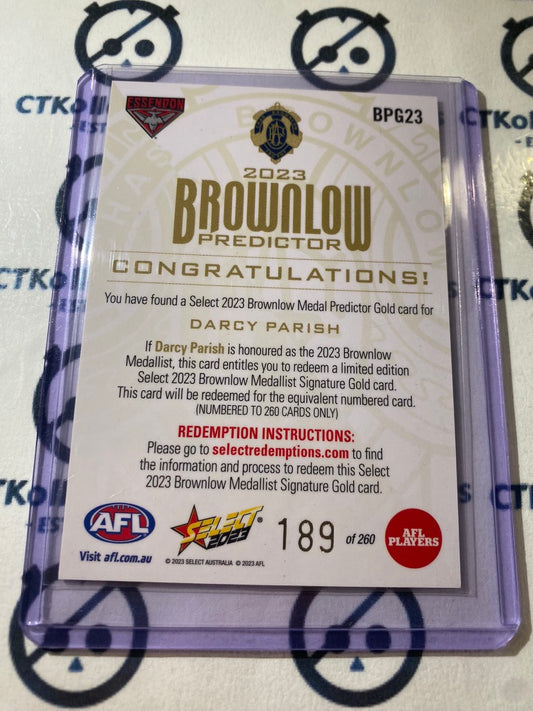 ESSENDON
BPG23
2023
BROWNLOW
PREDICTOR
CONGRATULATIONS!
You have found a Select 2023 Brownlow Medal Predictor Gold card for
DARCY PARISH
If Darcy Parish is honoured as the 2023 Brownlow
Medallist, this card entitles you to redeem a limited edition
Select 2023 Brownlow Medallist Signature Gold card.
This card will be redeemed for the equivalent numbered card.
(NUMBERED TO 260 CARDS ONLY)
REDEMPTION INSTRUCTIONS:
Please go to selectredemptions.com to find
the information and process to redeem this Select
2023 Brownlow Medallist Signature Gold card.
AFL
Visit afl.com.au
SELECT
2023
© 2023 SELECT AUSTRALIA © 2023 AFL
189 of 260
AFL
PLAYERS